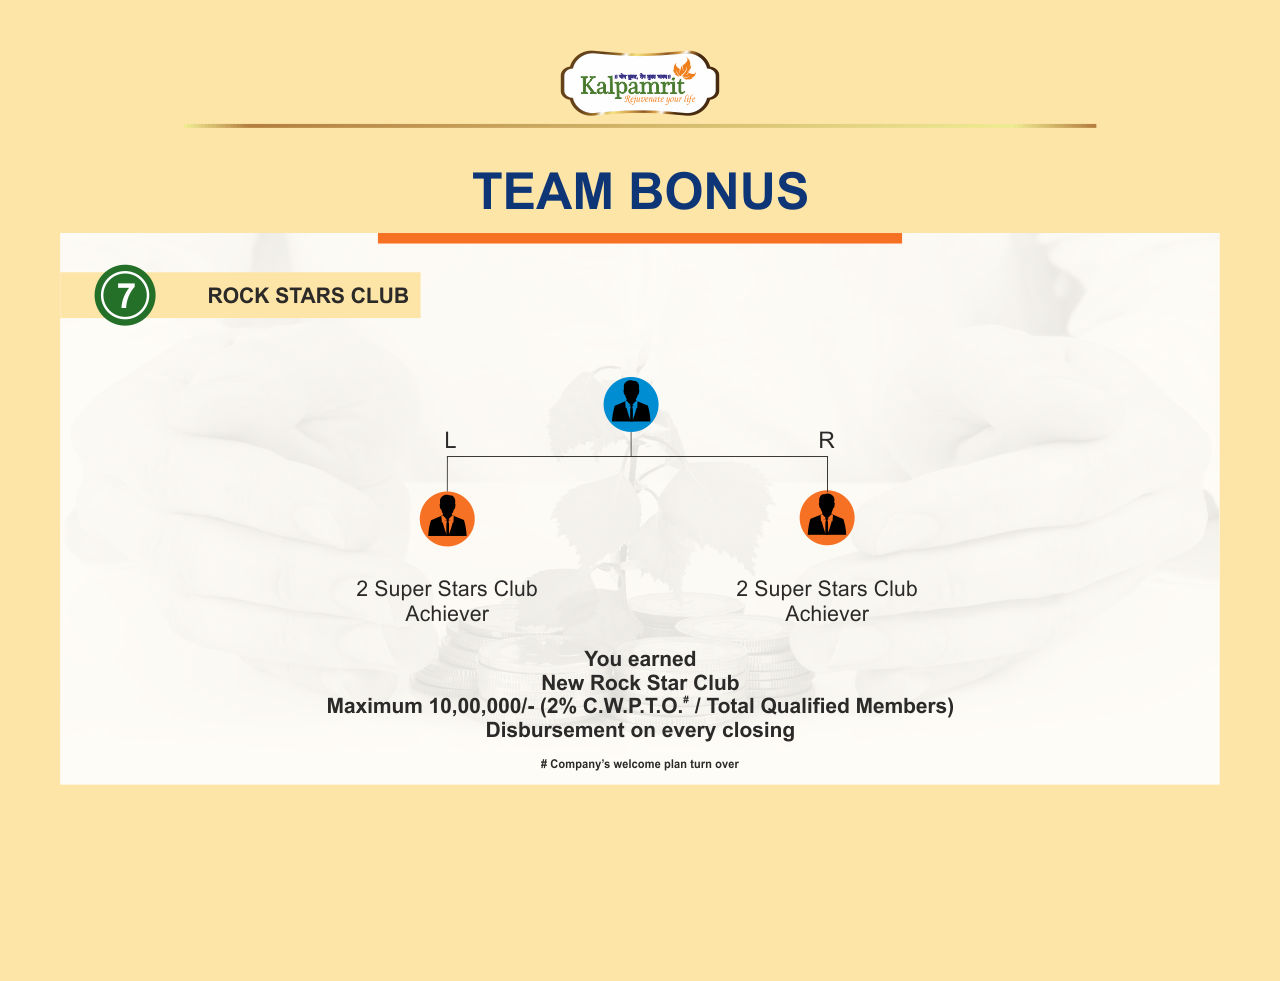 Kalpamrit
Rejuvenate your life
TEAM BONUS
7
ROCK STARS CLUB
L
R
2 Super Stars Club
Achiever
2 Super Stars Club
Achiever
You earned
New Rock Star Club
Maximum 10,00,000/- (2% C.W.P.T.O.# / Total Qualified Members)
Disbursement on every closing
# Company's welcome plan turn over